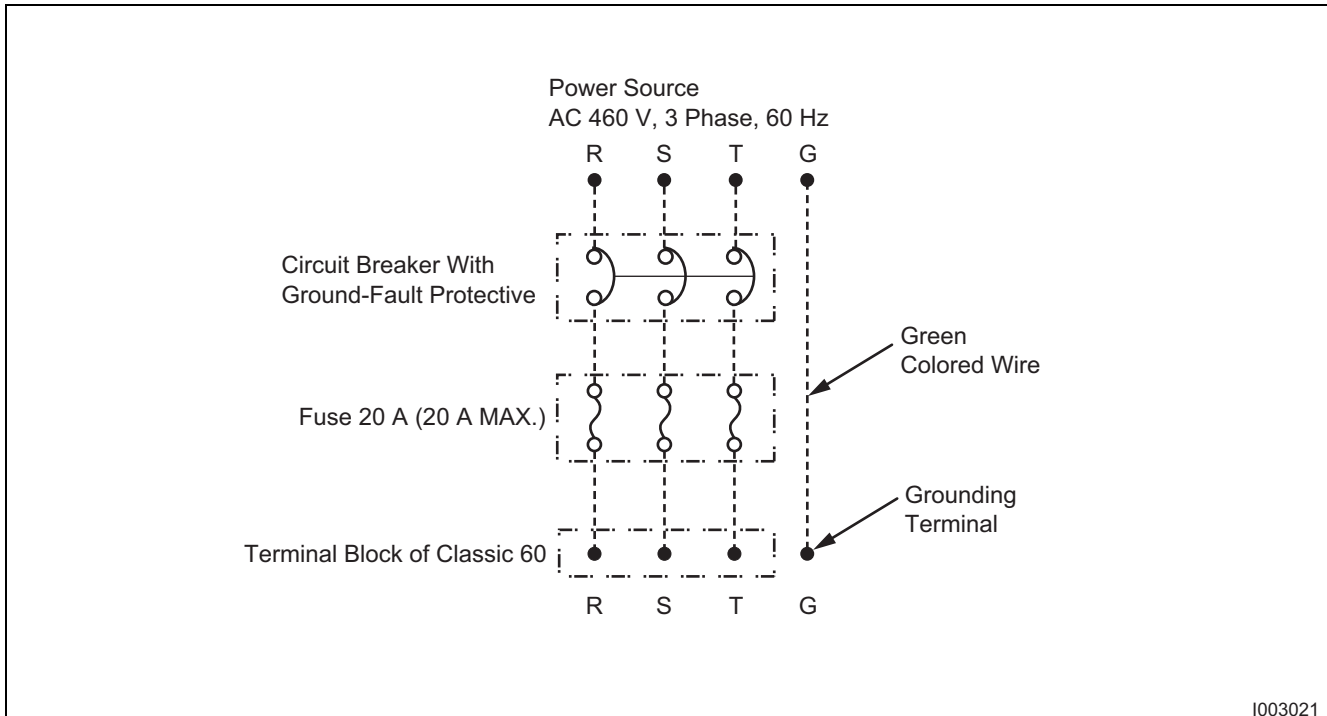 Power Source
AC 460 V, 3 Phase, 60 Hz
R S T G
Circuit Breaker With
Ground-Fault Protective
Green
Colored Wire
Fuse 20 A (20 A MAX.)
Grounding
Terminal
Terminal Block of Classic 60
R S T G
I003021